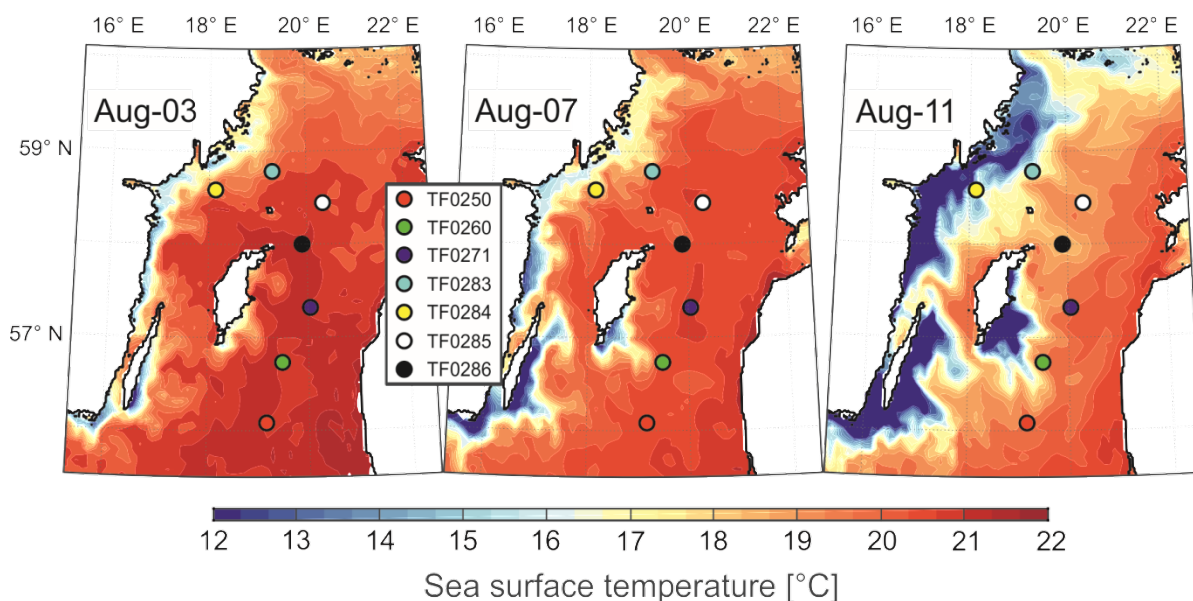 16° E 18° E 20° E 22° E 16° E 18° E 20° E 22° E 16° E 18° E 20° E 22° E
Aug-03 Aug-07 Aug-11
59° N
57° N
TF0250
TF0260
TF0271
TF0283
TF0284
TF0285
TF0286
12 13 14 15 16 17 18 19 20 21 22
Sea surface temperature [°C]